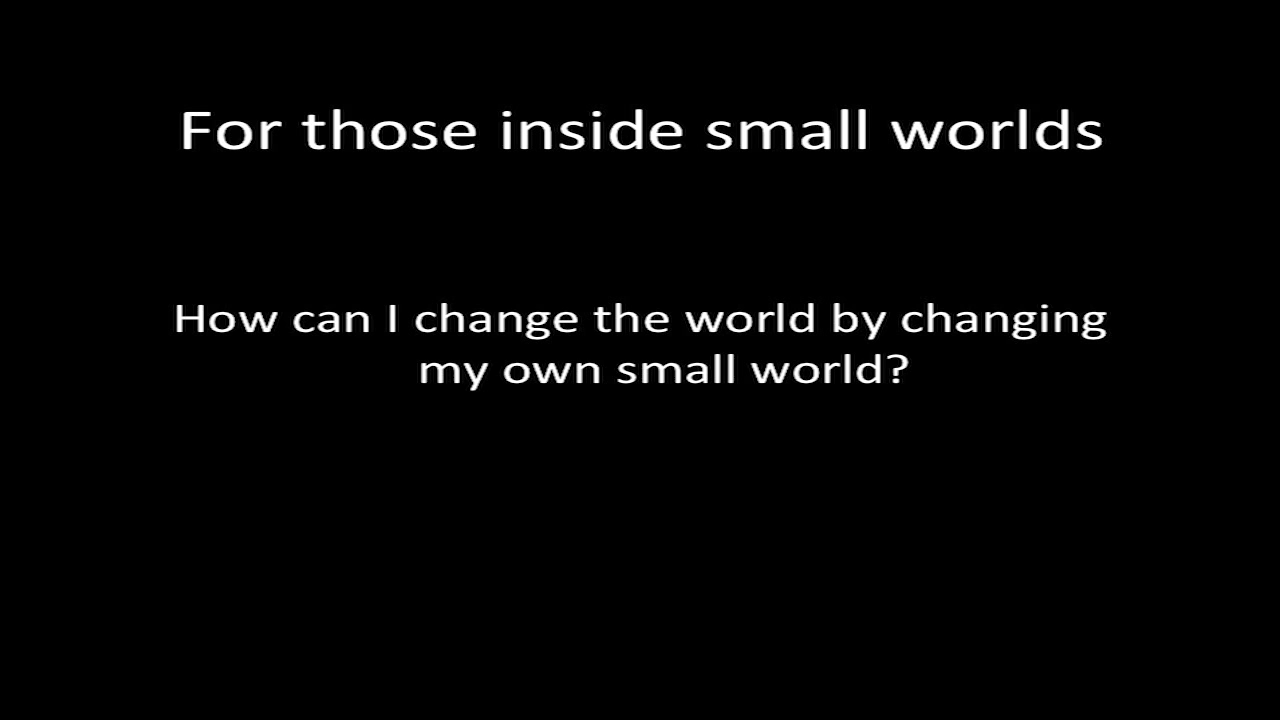 For those inside small worlds
How can I change the world by changing
my own small world?